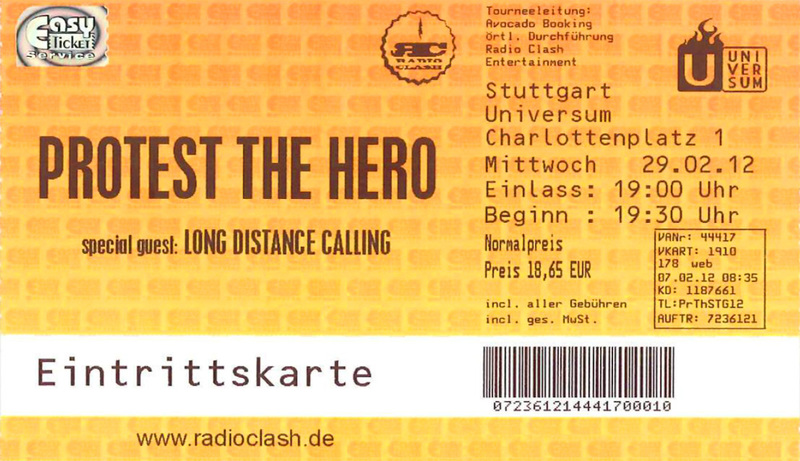 Easy
Ticket
Service
RC
RADIO
CLASH
Tourneeleitung:
Avocado Booking
örtl. Durchführung
Radio Clash
Entertainment
U
UNI
VER
SUM
Stuttgart
Universum
Charlottenplatz 1
Mittwoch 29.02.12
Einlass: 19:00 Uhr
Beginn : 19:30 Uhr
PROTEST THE HERO
special guest: LONG DISTANCE CALLING
Normalpreis
Preis 18,65 EUR
incl. aller Gebühren
incl. ges. MwSt.
VANr: 44417
VKART: 1910
178 web
07.02.12 08:35
KD: 1187661
TL:PrThSTG12
AUFTR: 7236121
Eintrittskarte
072361214441700010
www.radioclash.de